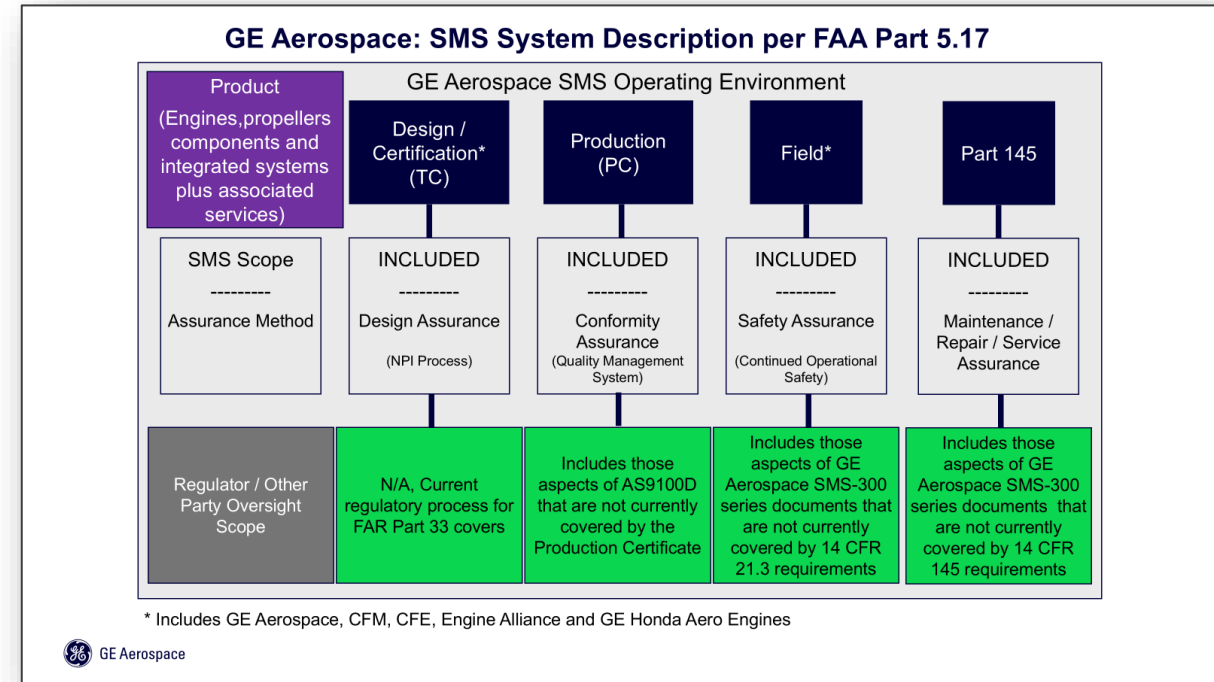 GE Aerospace: SMS System Description per FAA Part 5.17
GE Aerospace SMS Operating Environment
Product
(Engines,propellers
components and
integrated systems
plus associated
services)
Design /
Certification*
(TC)
Production
(PC)
Field*
Part 145
SMS Scope
---------
Assurance Method
INCLUDED
---------
Design Assurance
(NPI Process)
INCLUDED
---------
Conformity
Assurance
(Quality Management
System)
INCLUDED
---------
Safety Assurance
(Continued Operational
Safety)
INCLUDED
---------
Maintenance /
Repair / Service
Assurance
Regulator / Other
Party Oversight
Scope
N/A, Current
regulatory process for
FAR Part 33 covers
Includes those
aspects of AS9100D
that are not currently
covered by the
Production Certificate
Includes those
aspects of GE
Aerospace SMS-300
series documents that
are not currently
covered by 14 CFR
21.3 requirements
Includes those
aspects of GE
Aerospace SMS-300
series documents that
are not currently
covered by 14 CFR
145 requirements
* Includes GE Aerospace, CFM, CFE, Engine Alliance and GE Honda Aero Engines
GE Aerospace